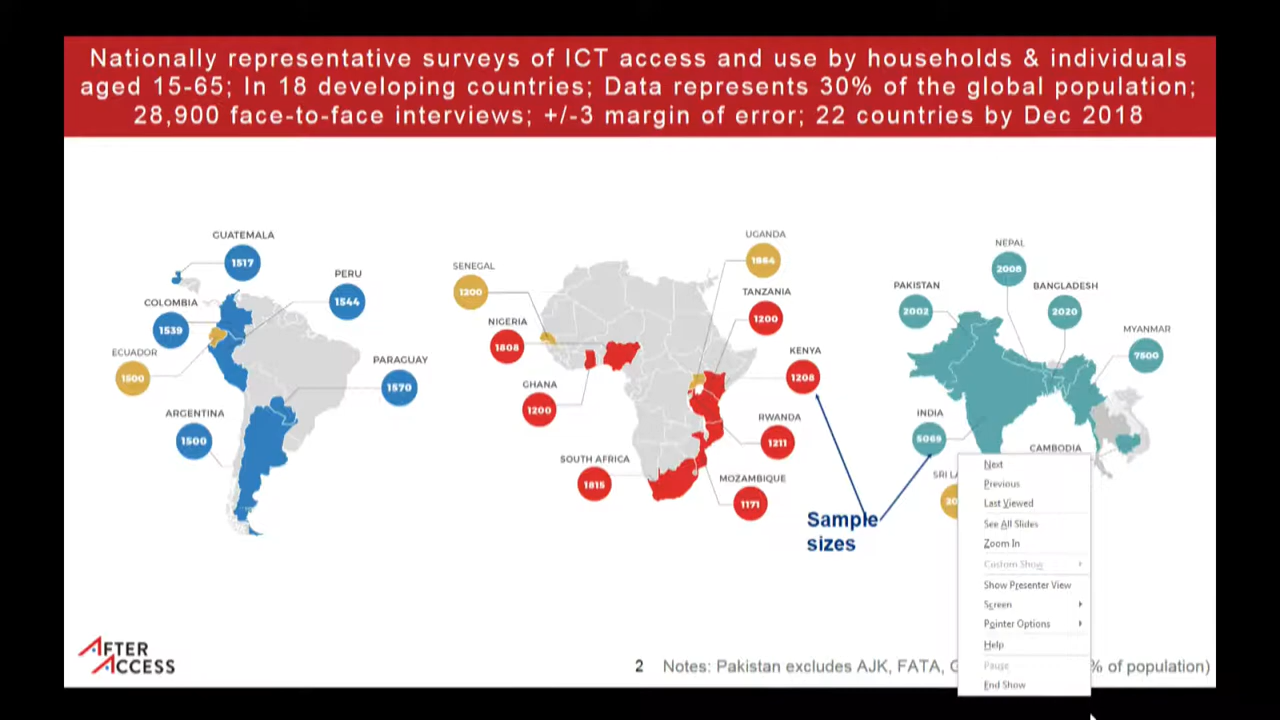 Nationally representative surveys of ICT access and use by households & individuals
aged 15-65; In 18 developing countries; Data represents 30% of the global population;
28,900 face-to-face interviews; +/-3 margin of error; 22 countries by Dec 2018
GUATEMALA
1517
PERU
1544
COLOMBIA
1539
ECUADOR
1500
PARAGUAY
1570
ARGENTINA
1500
SENEGAL
1200
UGANDA
1864
TANZANIA
1200
NIGERIA
1808
KENYA
1208
GHANA
1200
RWANDA
1211
SOUTH AFRICA
1815
MOZAMBIQUE
1171
Sample
sizes
NEPAL
2008
PAKISTAN
2002
BANGLADESH
2020
MYANMAR
7500
INDIA
5069
CAMBODIA
SRI
Next
Previous
Last Viewed
See All Slides
Zoom In
Custom Show
Show Presenter View
Screen
Pointer Options
Help
Pause
End Show
AFTER
ACCESS
2 Notes: Pakistan excludes AJK, FATA, % of population)